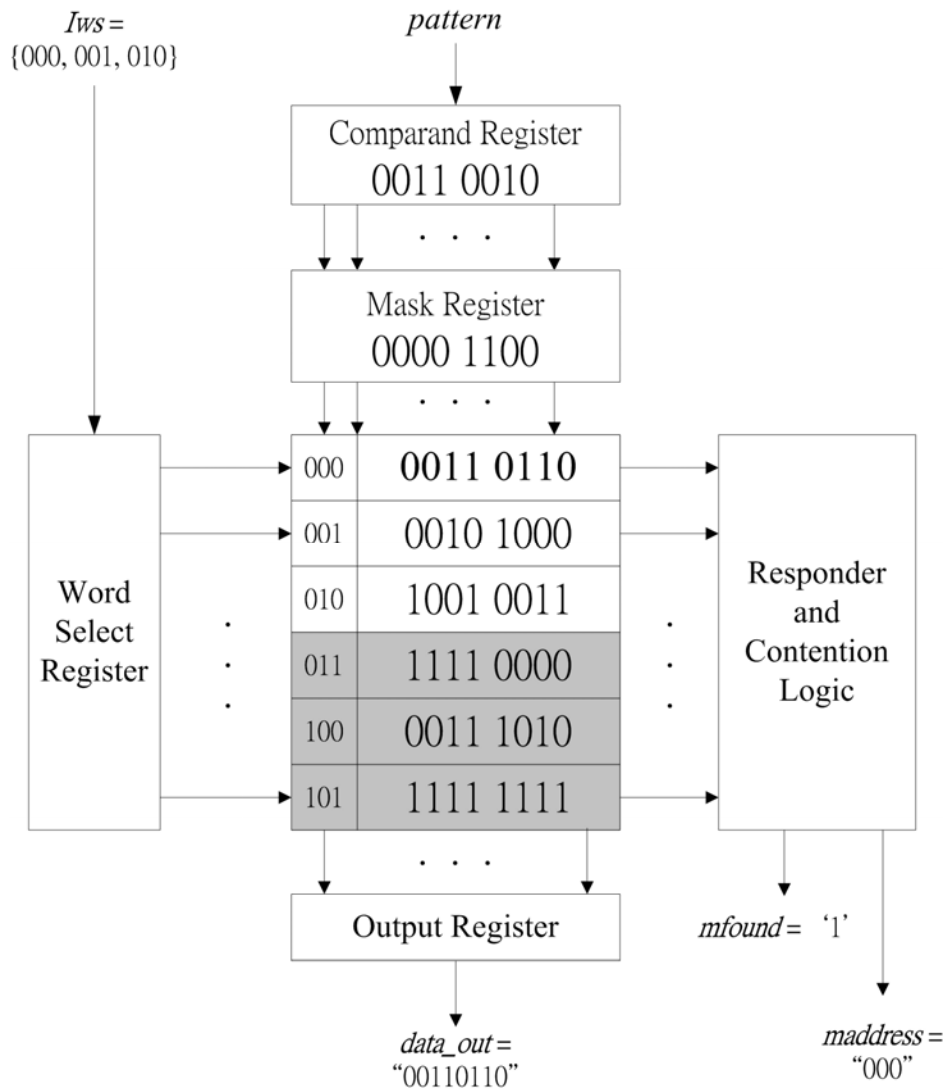 Iws =
{000, 001, 010}
pattern
Comparand Register
0011 0010
. . .
Mask Register
0000 1100
. . .
000 0011 0110
001 0010 1000
010 1001 0011
011 1111 0000
100 0011 1010
101 1111 1111
Word
Select
Register
Responder
and
Contention
Logic
. . .
Output Register
mfound = ‘1’
data_out =
“00110110”
maddress =
“000”